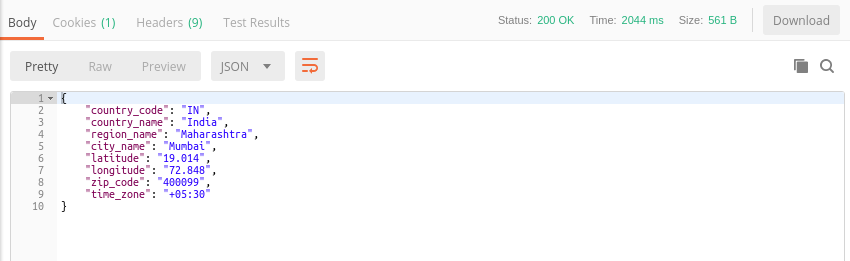 Body Cookies (1) Headers (9) Test Results Status: 200 OK Time: 2044 ms Size: 561 B Download
Pretty Raw Preview JSON
1 {
2 "country_code": "IN",
3 "country_name": "India",
4 "region_name": "Maharashtra",
5 "city_name": "Mumbai",
6 "latitude": "19.014",
7 "longitude": "72.848",
8 "zip_code": "400099",
9 "time_zone": "+05:30"
10 }